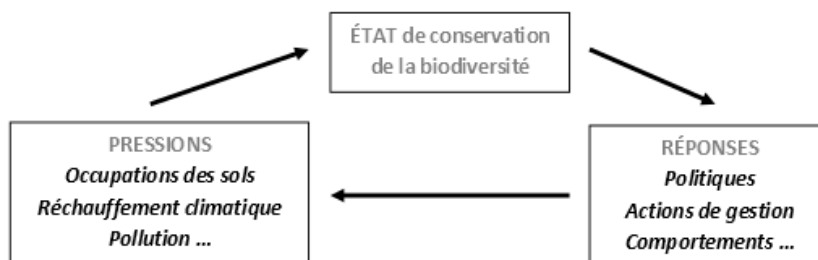 ÉTAT de conservation
de la biodiversité
PRESSIONS
Occupations des sols
Réchauffement climatique
Pollution ...
RÉPONSES
Politiques
Actions de gestion
Comportements ...